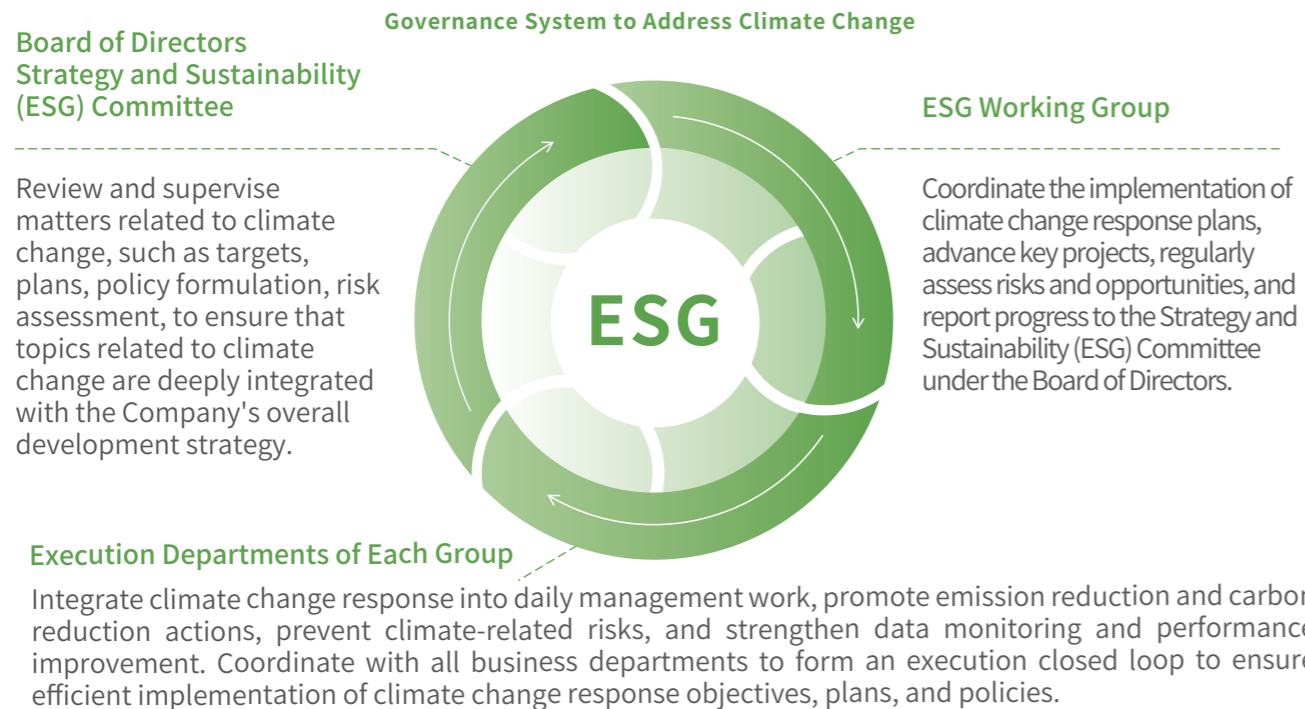 Governance System to Address Climate Change
Board of Directors
Strategy and Sustainability
(ESG) Committee
Review and supervise
matters related to climate
change, such as targets,
plans, policy formulation, risk
assessment, to ensure that
topics related to climate
change are deeply integrated
with the Company's overall
development strategy.
ESG
ESG Working Group
Coordinate the implementation of
climate change response plans,
advance key projects, regularly
assess risks and opportunities, and
report progress to the Strategy and
Sustainability (ESG) Committee
under the Board of Directors.
Execution Departments of Each Group
Integrate climate change response into daily management work, promote emission reduction and carbon
reduction actions, prevent climate-related risks, and strengthen data monitoring and performance
improvement. Coordinate with all business departments to form an execution closed loop to ensure
efficient implementation of climate change response objectives, plans, and policies.